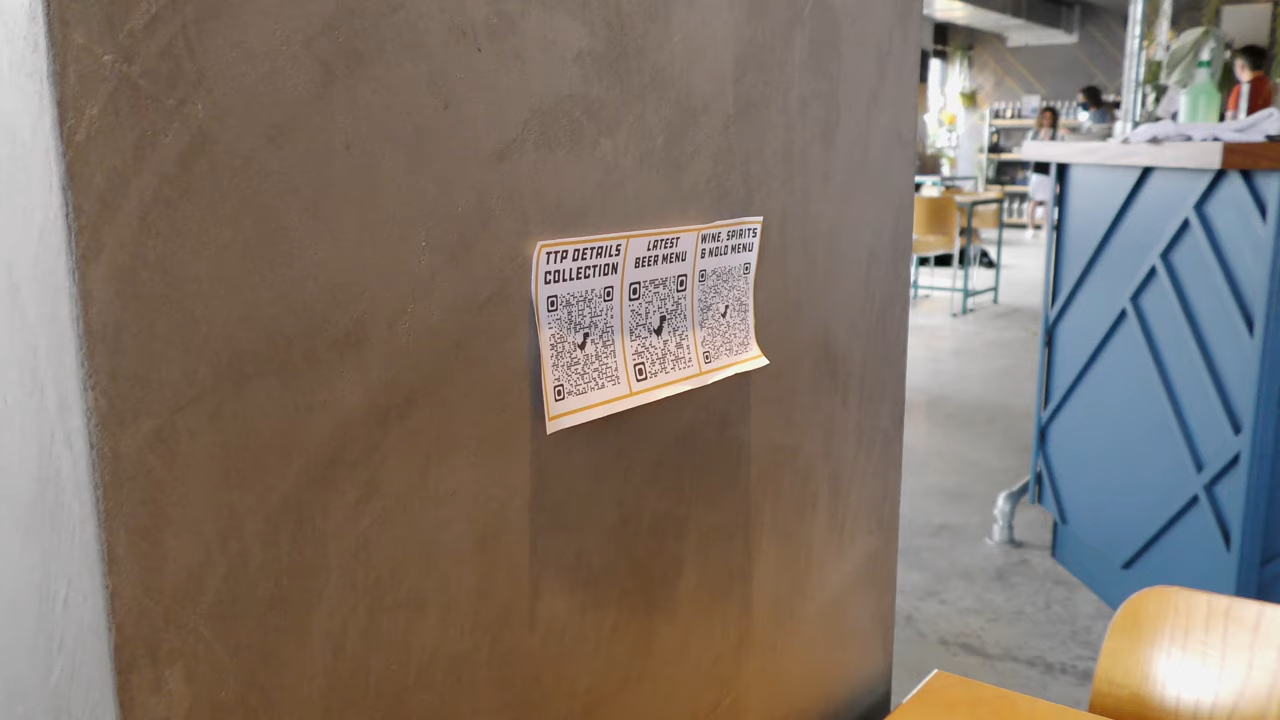 TTP DETAILS
COLLECTION
LATEST
BEER MENU
WINE, SPIRITS
& NOLO MENU